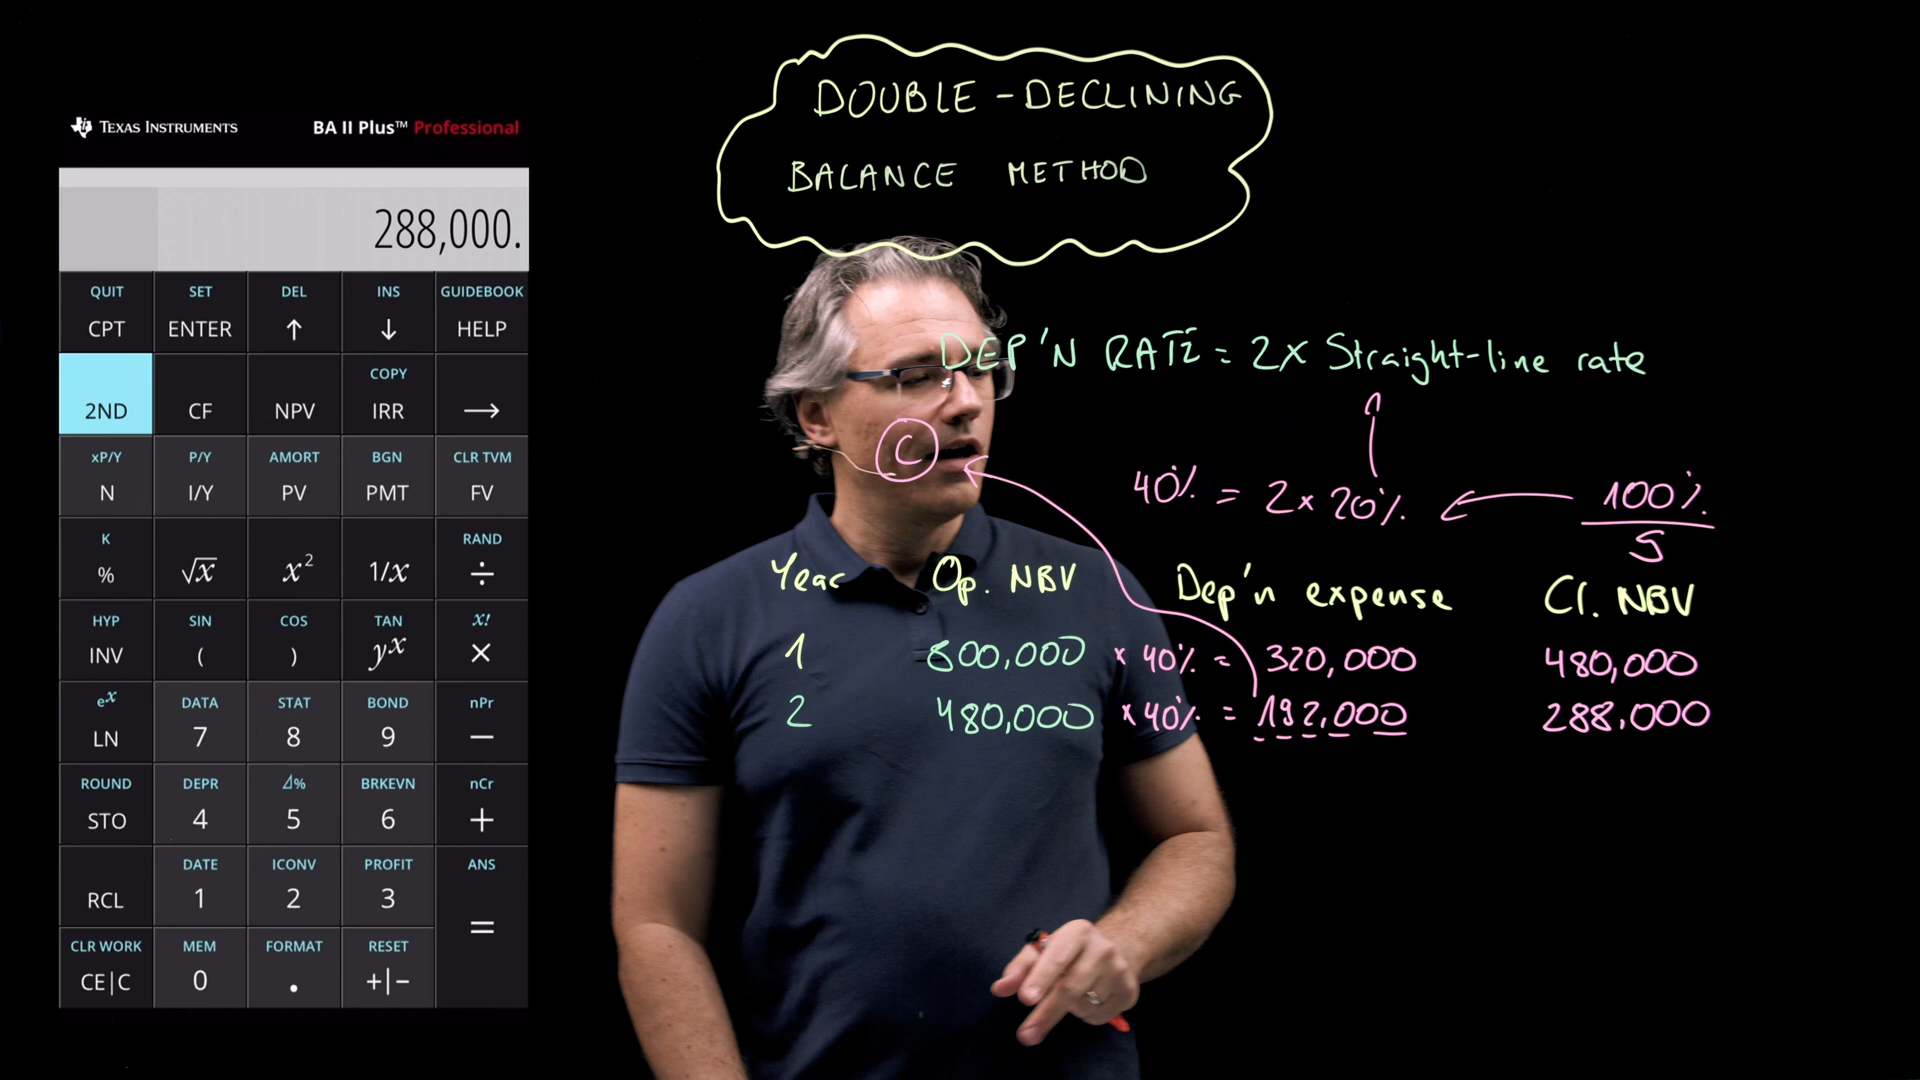 TEXAS INSTRUMENTS BA II Plus™ Professional
288,000.
QUIT SET DEL INS GUIDEBOOK
CPT ENTER ↑ ↓ HELP
COPY
2ND CF NPV IRR →
xP/Y P/Y AMORT BGN CLR TVM
N I/Y PV PMT FV
K RAND
% √x x² 1/x ÷
HYP SIN COS TAN x!
INV ( ) yˣ ×
eˣ DATA STAT BOND nPr
LN 7 8 9 −
ROUND DEPR Δ% BRKEVN nCr
STO 4 5 6 +
DATE ICONV PROFIT ANS
RCL 1 2 3 =
CLR WORK MEM FORMAT RESET
CE|C 0 . +|−
DOUBLE-DECLINING
BALANCE METHOD
DEP'N RATE = 2x Straight-line rate
C
40% = 2 x 20% ← 100%
5
Year Op. NBV Dep'n expense Cl. NBV
1 800,000 x 40% = 320,000 480,000
2 480,000 x 40% = 192,000 288,000